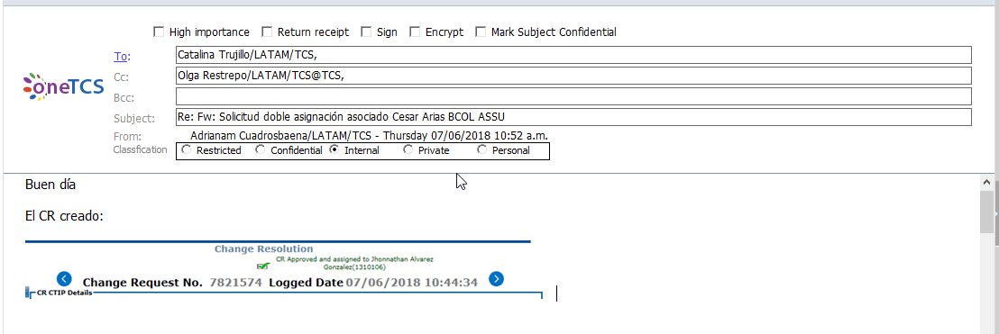 High importance Return receipt Sign Encrypt Mark Subject Confidential
To: Catalina Trujillo/LATAM/TCS,
oneTCS
Cc: Olga Restrepo/LATAM/TCS@TCS,
Bcc:
Subject: Re: Fw: Solicitud doble asignación asociado Cesar Arias BCOL ASSU
From: Adrianam Cuadrosbaena/LATAM/TCS - Thursday 07/06/2018 10:52 a.m.
Classfication Restricted Confidential Internal Private Personal
Buen día
El CR creado:
Change Resolution
CR Approved and assigned to Jhonnathan Alvarez
Gonzalez(1310106)
Change Request No. 7821574 Logged Date 07/06/2018 10:44:34
CR CTIP Details